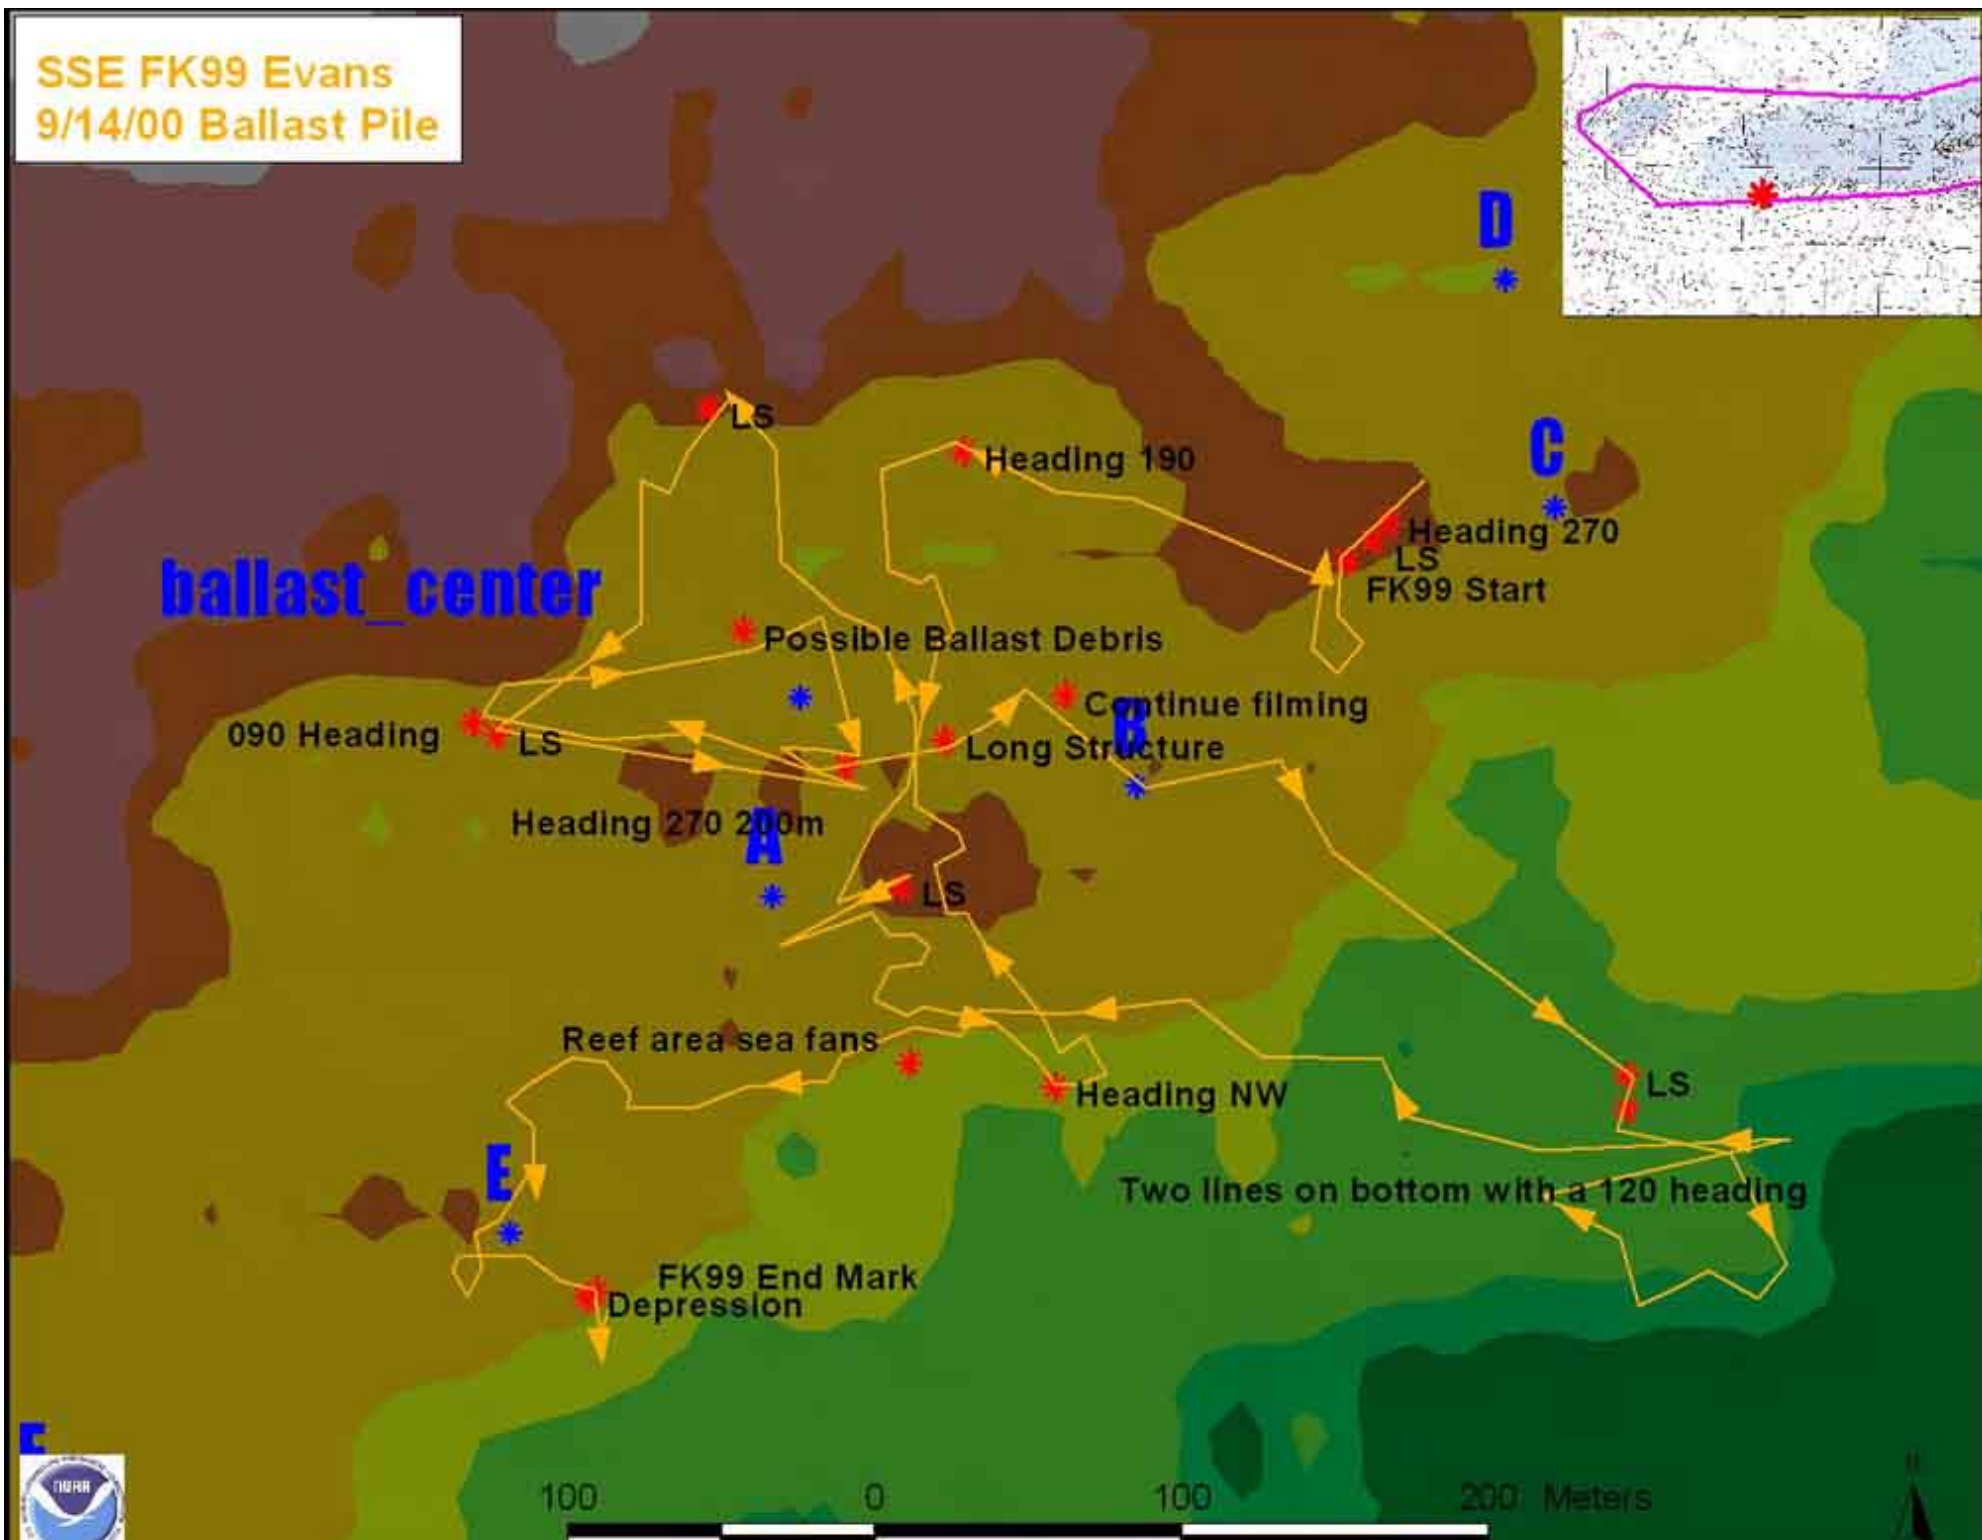 SSE FK99 Evans
9/14/00 Ballast Pile
D
LS
Heading 190
C
Heading 270
LS
FK99 Start
ballast_center
Possible Ballast Debris
Continue filming
B
090 Heading
LS
Long Structure
Heading 270 200m
A
LS
Reef area sea fans
Heading NW
LS
Two lines on bottom with a 120 heading
E
FK99 End Mark
Depression
NOAA
100 0 100 200 Meters